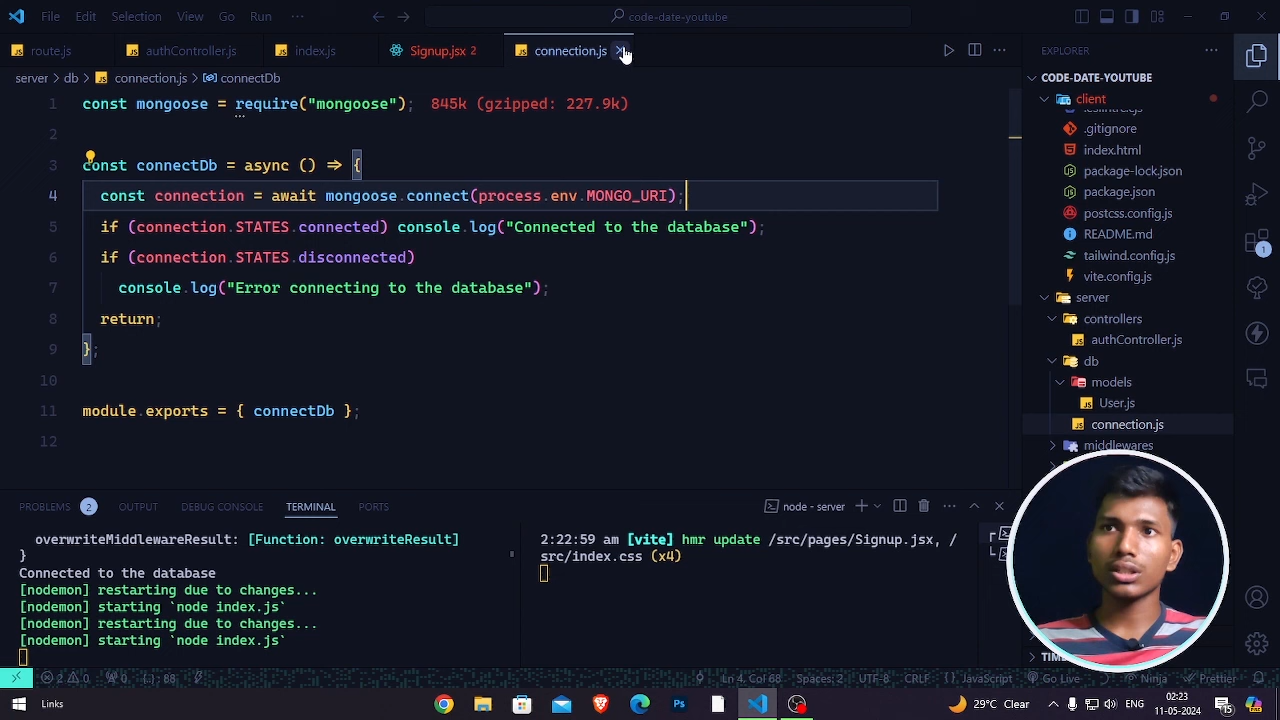 File Edit Selection View Go Run ···
code-date-youtube
route.js authController.js index.js Signup.jsx 2 connection.js
server > db > connection.js > connectDb
1 const mongoose = require("mongoose"); 845k (gzipped: 227.9k)
2
3 const connectDb = async () => {
4 const connection = await mongoose.connect(process.env.MONGO_URI);
5 if (connection.STATES.connected) console.log("Connected to the database");
6 if (connection.STATES.disconnected)
7 console.log("Error connecting to the database");
8 return;
9 };
10
11 module.exports = { connectDb };
12
EXPLORER
CODE-DATE-YOUTUBE
client
.gitignore
index.html
package-lock.json
package.json
postcss.config.js
README.md
tailwind.config.js
vite.config.js
server
controllers
authController.js
db
models
User.js
connection.js
middlewares
1
PROBLEMS 2 OUTPUT DEBUG CONSOLE TERMINAL PORTS
node - server
overwriteMiddlewareResult: [Function: overwriteResult]
}
Connected to the database
[nodemon] restarting due to changes...
[nodemon] starting `node index.js`
[nodemon] restarting due to changes...
[nodemon] starting `node index.js`
2:22:59 am [vite] hmr update /src/pages/Signup.jsx, /
src/index.css (x4)
2 0 0 {..} : 88
Ln 4, Col 68 Spaces: 2 UTF-8 CRLF {} JavaScript Go Live Ninja Prettier
Links
29°C Clear
ENG
02:23
11-05-2024